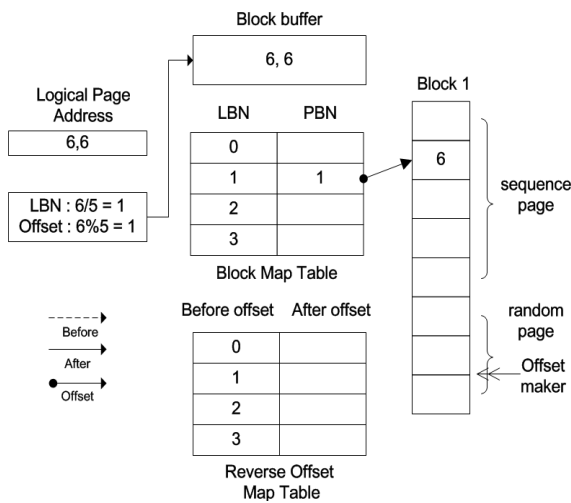 Block buffer
6, 6
Logical Page
Address
6,6
LBN : 6/5 = 1
Offset : 6%5 = 1
LBN PBN
0
1 1
2
3
Block Map Table
Block 1
6
sequence
page
random
page
Offset
maker
Before
After
Offset
Before offset After offset
0
1
2
3
Reverse Offset
Map Table